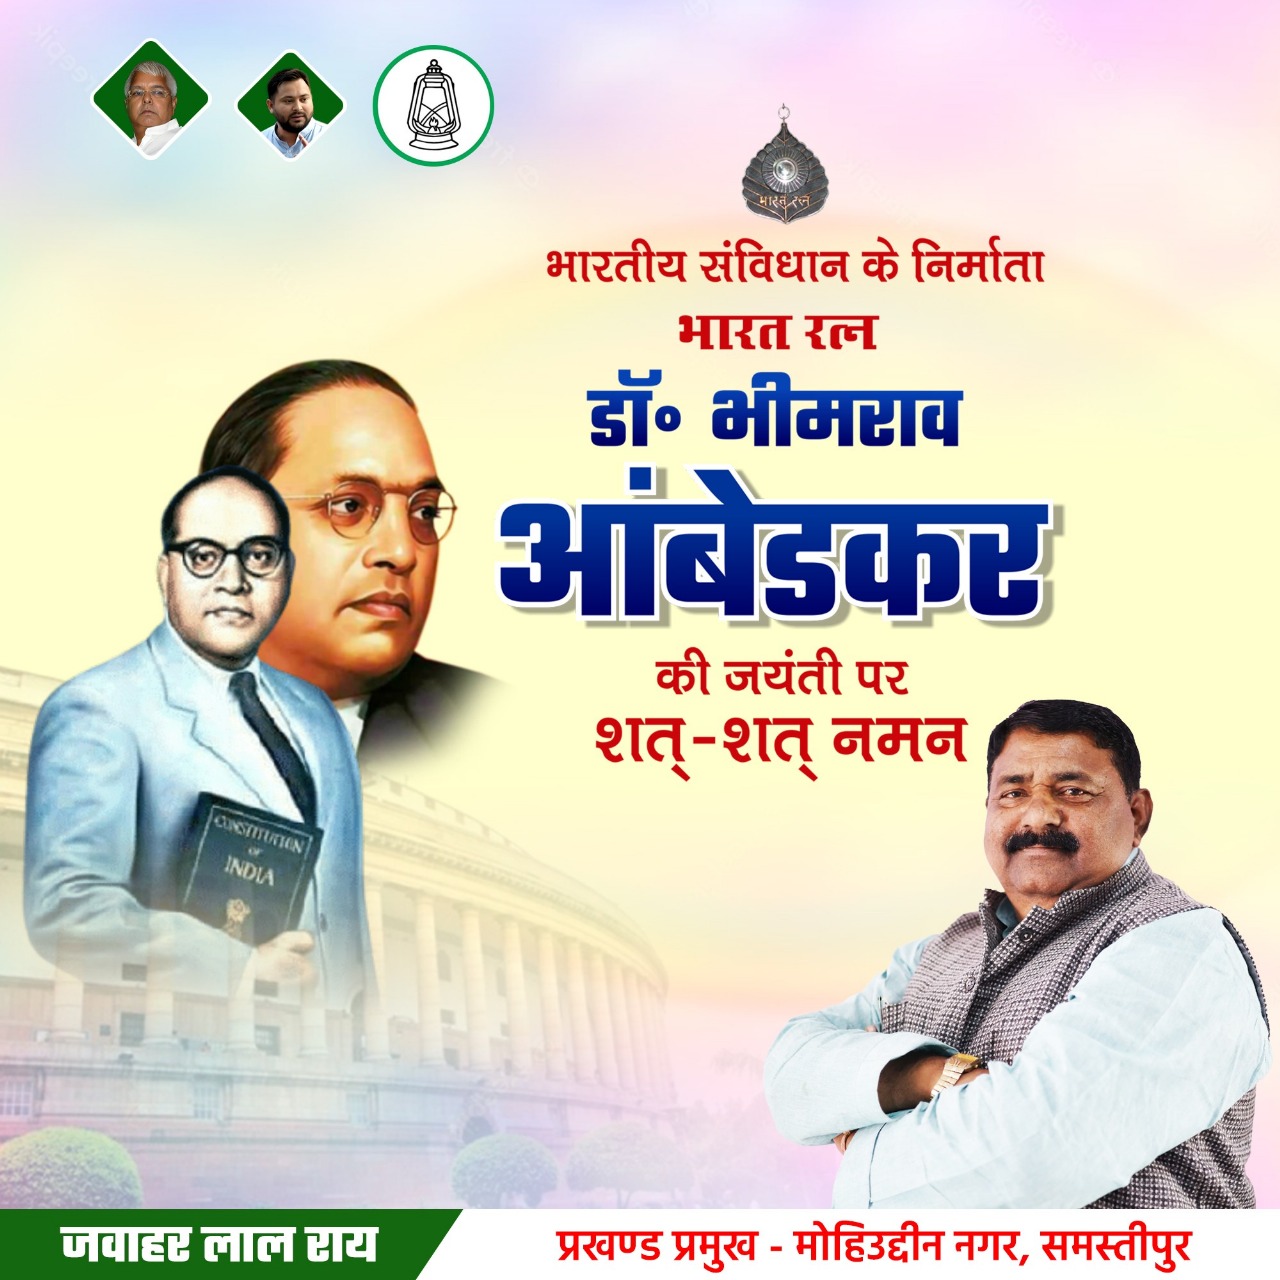 भारत रत्न
भारतीय संविधान के निर्माता
भारत रत्न
डॉ॰ भीमराव
आंबेडकर
की जयंती पर
शत्-शत् नमन
CONSTITUTION
OF
INDIA
जवाहर लाल राय
प्रखण्ड प्रमुख - मोहिउद्दीन नगर, समस्तीपुर